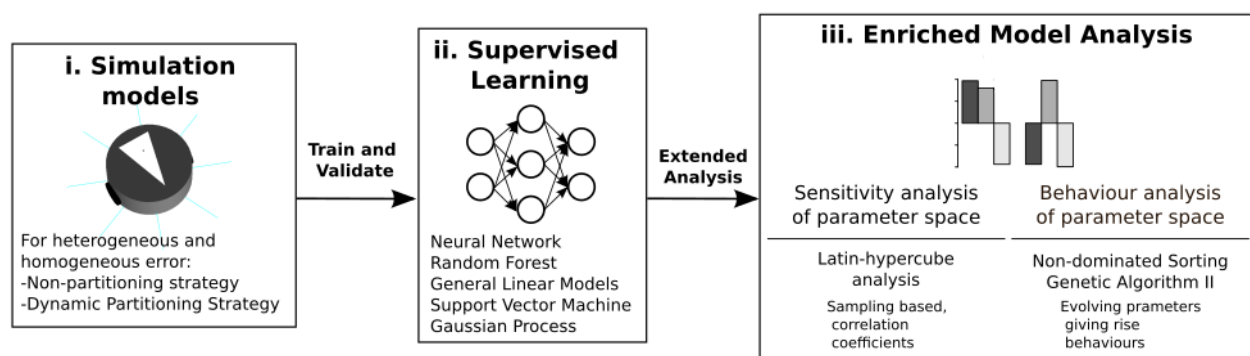 i. Simulation
models
For heterogeneous and
homogeneous error:
-Non-partitioning strategy
-Dynamic Partitioning Strategy
Train and
Validate
ii. Supervised
Learning
Neural Network
Random Forest
General Linear Models
Support Vector Machine
Gaussian Process
Extended
Analysis
iii. Enriched Model Analysis
Sensitivity analysis
of parameter space
Latin-hypercube
analysis
Sampling based,
correlation
coefficients
Behaviour analysis
of parameter space
Non-dominated Sorting
Genetic Algorithm II
Evolving prameters
giving rise
behaviours